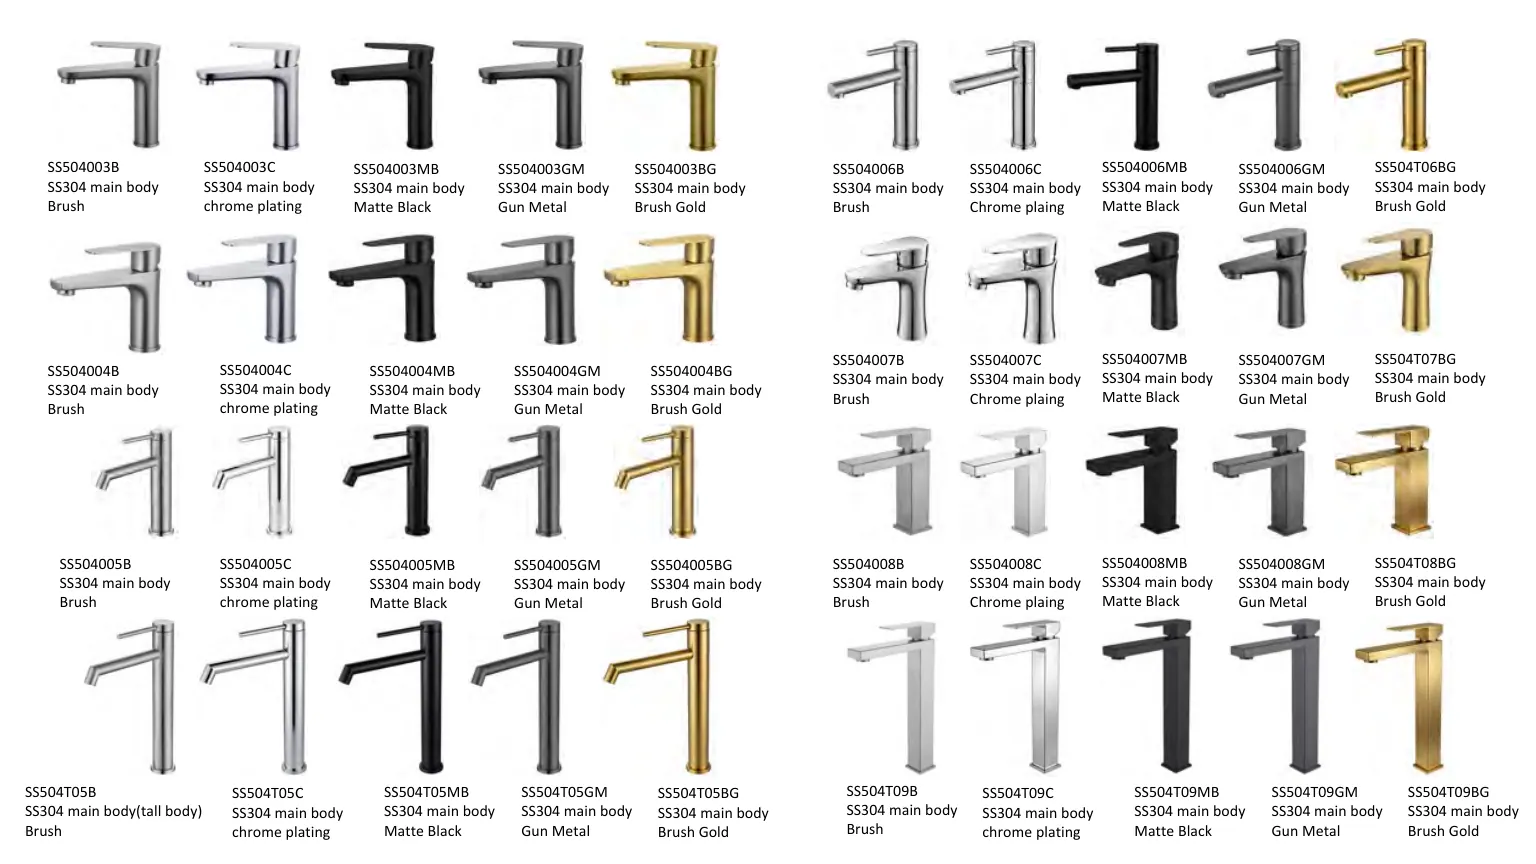 SS504003B
SS304 main body
Brush
SS504003C
SS304 main body
chrome plating
SS504003MB
SS304 main body
Matte Black
SS504003GM
SS304 main body
Gun Metal
SS504003BG
SS304 main body
Brush Gold
SS504006B
SS304 main body
Brush
SS504006C
SS304 main body
Chrome plaing
SS504006MB
SS304 main body
Matte Black
SS504006GM
SS304 main body
Gun Metal
SS504T06BG
SS304 main body
Brush Gold
SS504004B
SS304 main body
Brush
SS504004C
SS304 main body
chrome plating
SS504004MB
SS304 main body
Matte Black
SS504004GM
SS304 main body
Gun Metal
SS504004BG
SS304 main body
Brush Gold
SS504007B
SS304 main body
Brush
SS504007C
SS304 main body
Chrome plaing
SS504007MB
SS304 main body
Matte Black
SS504007GM
SS304 main body
Gun Metal
SS504T07BG
SS304 main body
Brush Gold
SS504005B
SS304 main body
Brush
SS504005C
SS304 main body
chrome plating
SS504005MB
SS304 main body
Matte Black
SS504005GM
SS304 main body
Gun Metal
SS504005BG
SS304 main body
Brush Gold
SS504008B
SS304 main body
Brush
SS504008C
SS304 main body
Chrome plaing
SS504008MB
SS304 main body
Matte Black
SS504008GM
SS304 main body
Gun Metal
SS504T08BG
SS304 main body
Brush Gold
SS504T05B
SS304 main body(tall body)
Brush
SS504T05C
SS304 main body
chrome plating
SS504T05MB
SS304 main body
Matte Black
SS504T05GM
SS304 main body
Gun Metal
SS504T05BG
SS304 main body
Brush Gold
SS504T09B
SS304 main body
Brush
SS504T09C
SS304 main body
chrome plating
SS504T09MB
SS304 main body
Matte Black
SS504T09GM
SS304 main body
Gun Metal
SS504T09BG
SS304 main body
Brush Gold